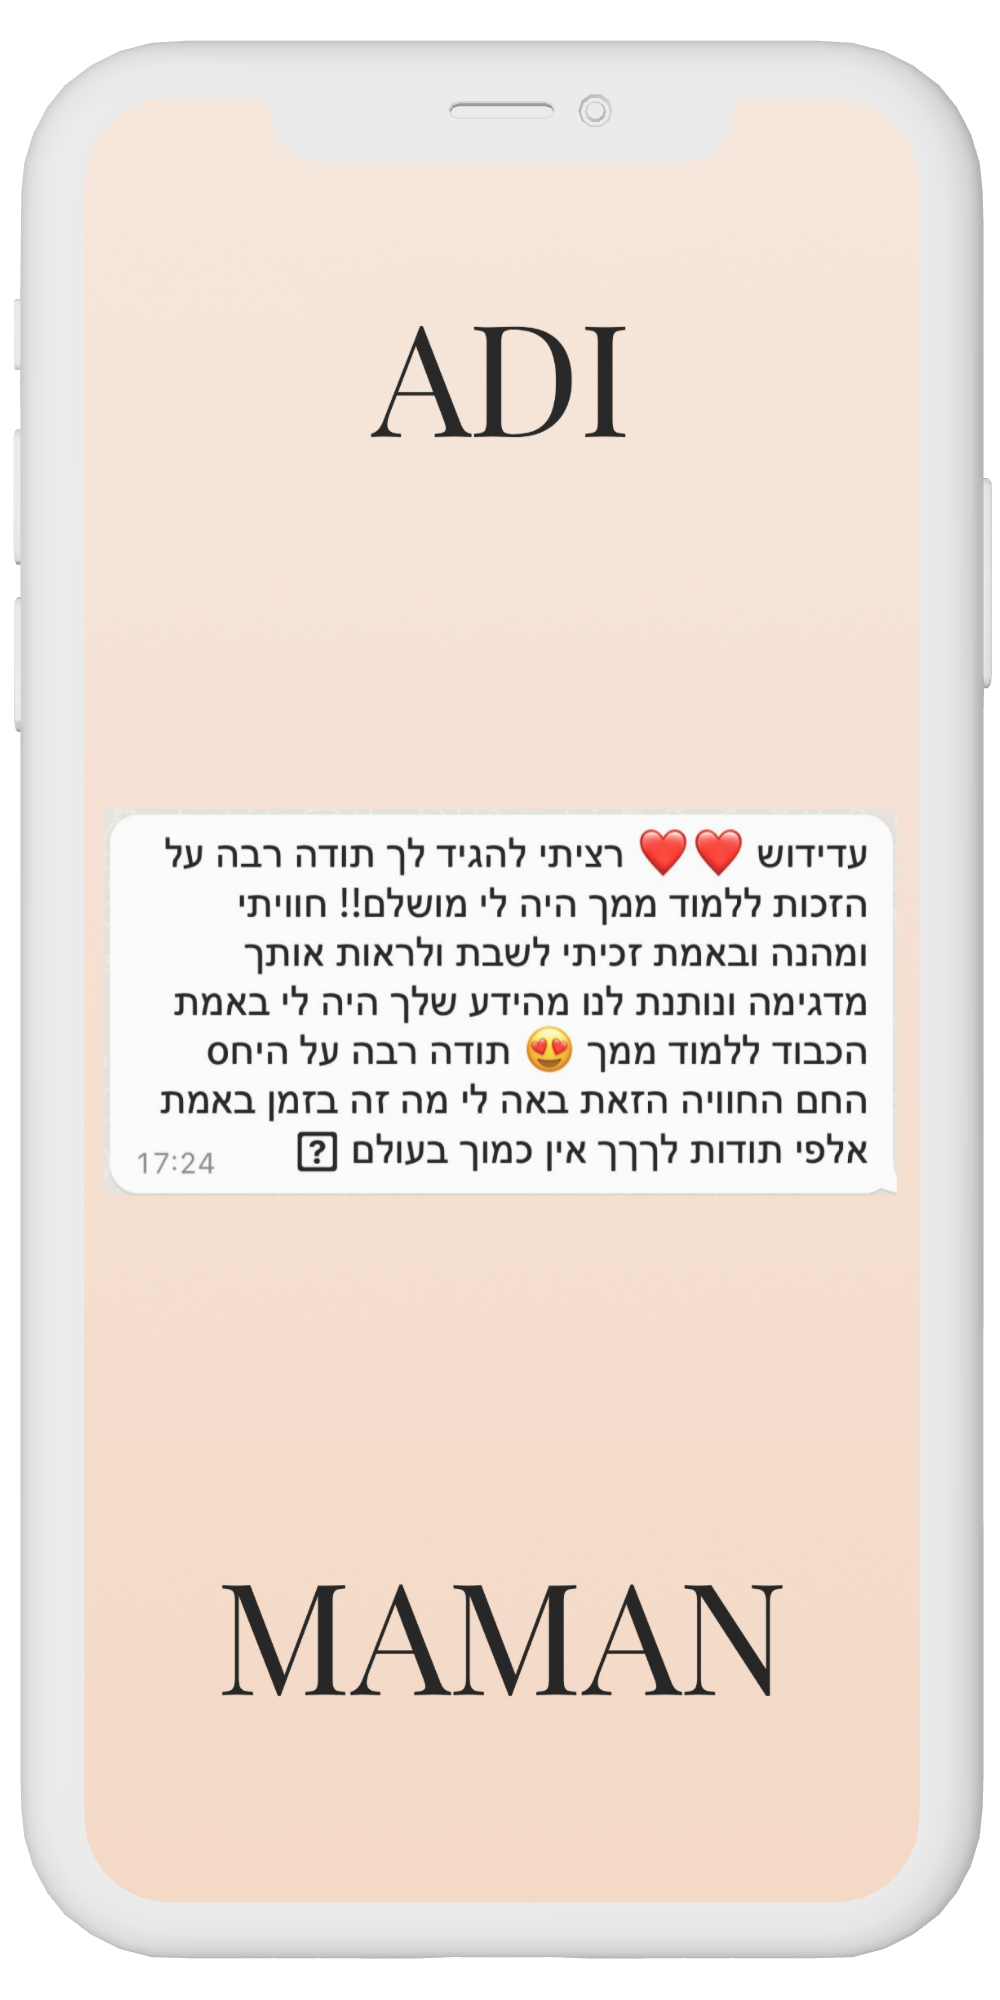 ADI
עדידוש ❤️❤️ רציתי להגיד לך תודה רבה על
הזכות ללמוד ממך היה לי מושלם!! חוויתי
ומהנה ובאמת זכיתי לשבת ולראות אותך
מדגימה ונותנת לנו מהידע שלך היה לי באמת
הכבוד ללמוד ממך 😍 תודה רבה על היחס
החם החוויה הזאת באה לי מה זה בזמן באמת
אלפי תודות לךךךך אין כמוך בעולם ⍰
17:24
MAMAN